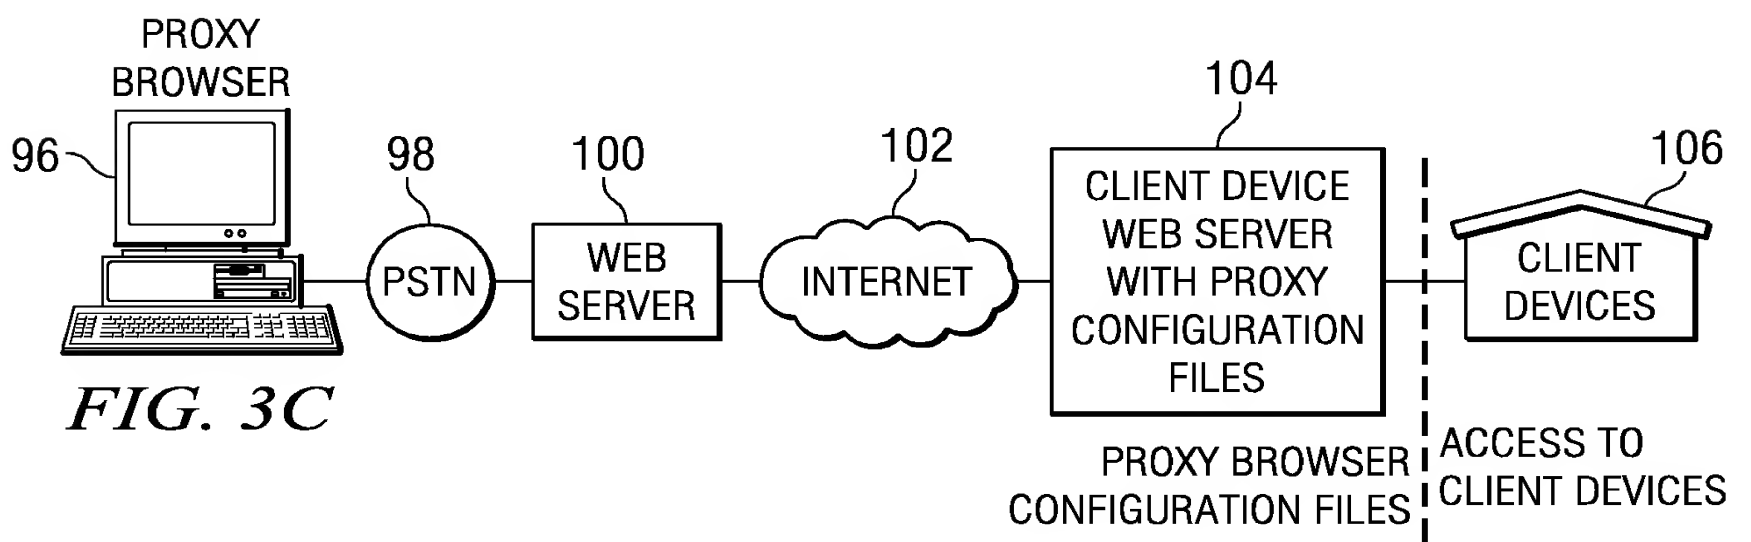 PROXY
BROWSER
96
98
100
102
104
106
PSTN
WEB
SERVER
INTERNET
CLIENT DEVICE
WEB SERVER
WITH PROXY
CONFIGURATION
FILES
CLIENT
DEVICES
FIG. 3C
PROXY BROWSER
CONFIGURATION FILES
ACCESS TO
CLIENT DEVICES